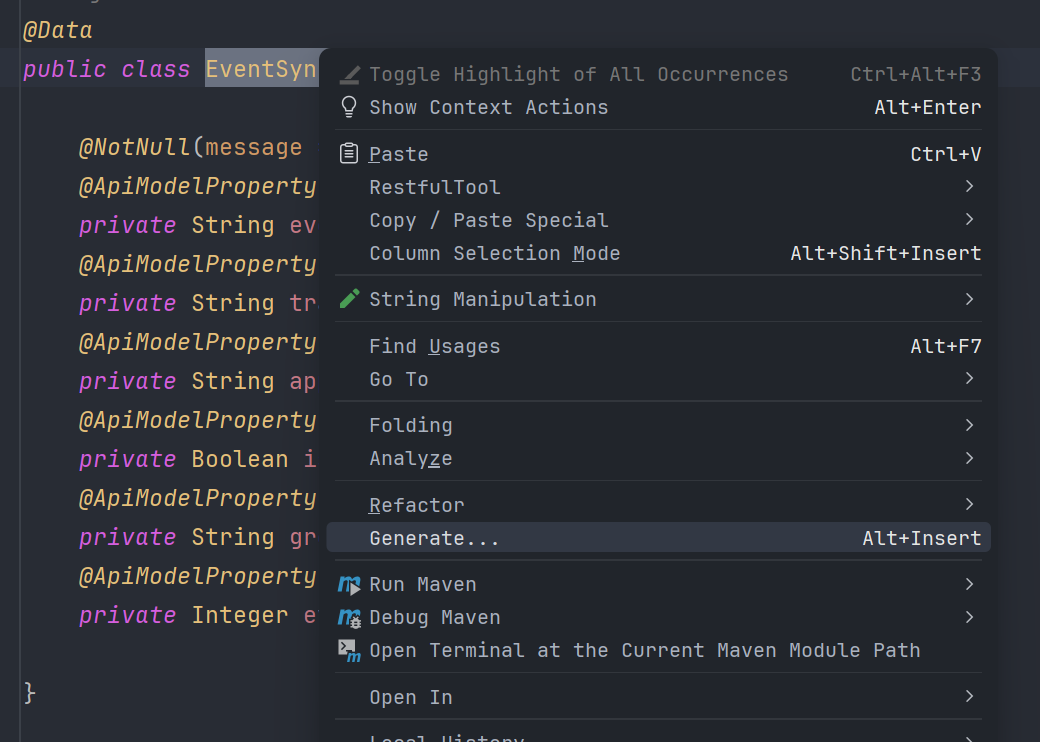 @Data
public class EventSyn
@NotNull(message
@ApiModelProperty
private String ev
@ApiModelProperty
private String tr
@ApiModelProperty
private String ap
@ApiModelProperty
private Boolean i
@ApiModelProperty
private String gr
@ApiModelProperty
private Integer e
}
Toggle Highlight of All Occurrences Ctrl+Alt+F3
Show Context Actions Alt+Enter
Paste Ctrl+V
RestfulTool
Copy / Paste Special
Column Selection Mode Alt+Shift+Insert
String Manipulation
Find Usages Alt+F7
Go To
Folding
Analyze
Refactor
Generate... Alt+Insert
Run Maven
Debug Maven
Open Terminal at the Current Maven Module Path
Open In
Local History